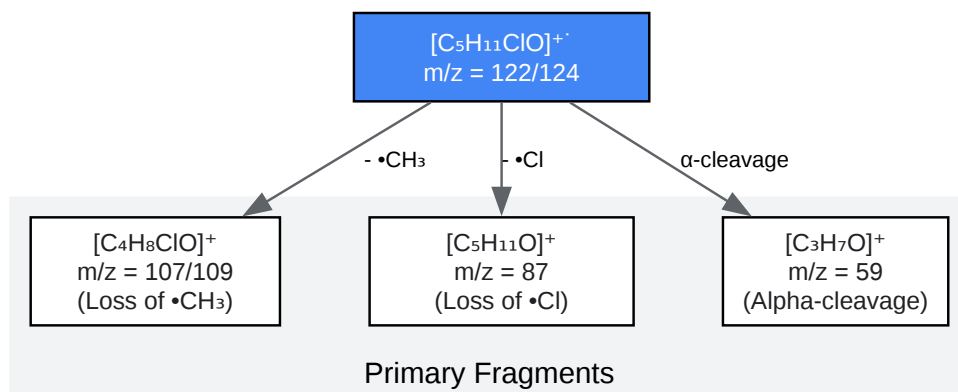 [C₅H₁₁ClO]⁺˙
m/z = 122/124
- •CH₃
- •Cl
α-cleavage
[C₄H₈ClO]⁺
m/z = 107/109
(Loss of •CH₃)
[C₅H₁₁O]⁺
m/z = 87
(Loss of •Cl)
[C₃H₇O]⁺
m/z = 59
(Alpha-cleavage)
Primary Fragments